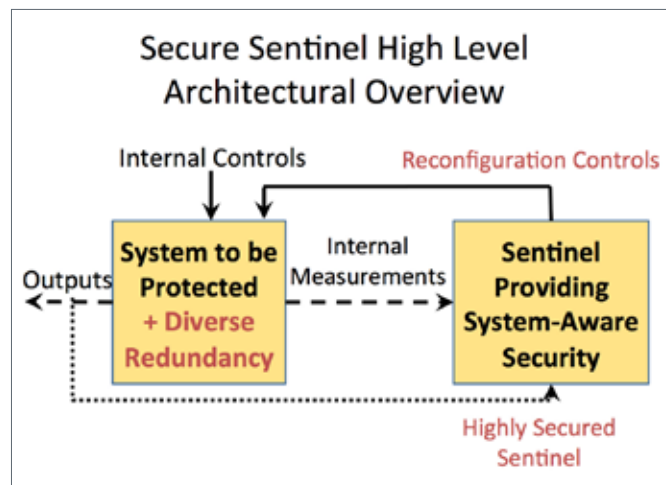 Secure Sentinel High Level
Architectural Overview
Internal Controls
Reconfiguration Controls
System to be
Protected
+ Diverse
Redundancy
Outputs
Internal
Measurements
Sentinel
Providing
System-Aware
Security
Highly Secured
Sentinel